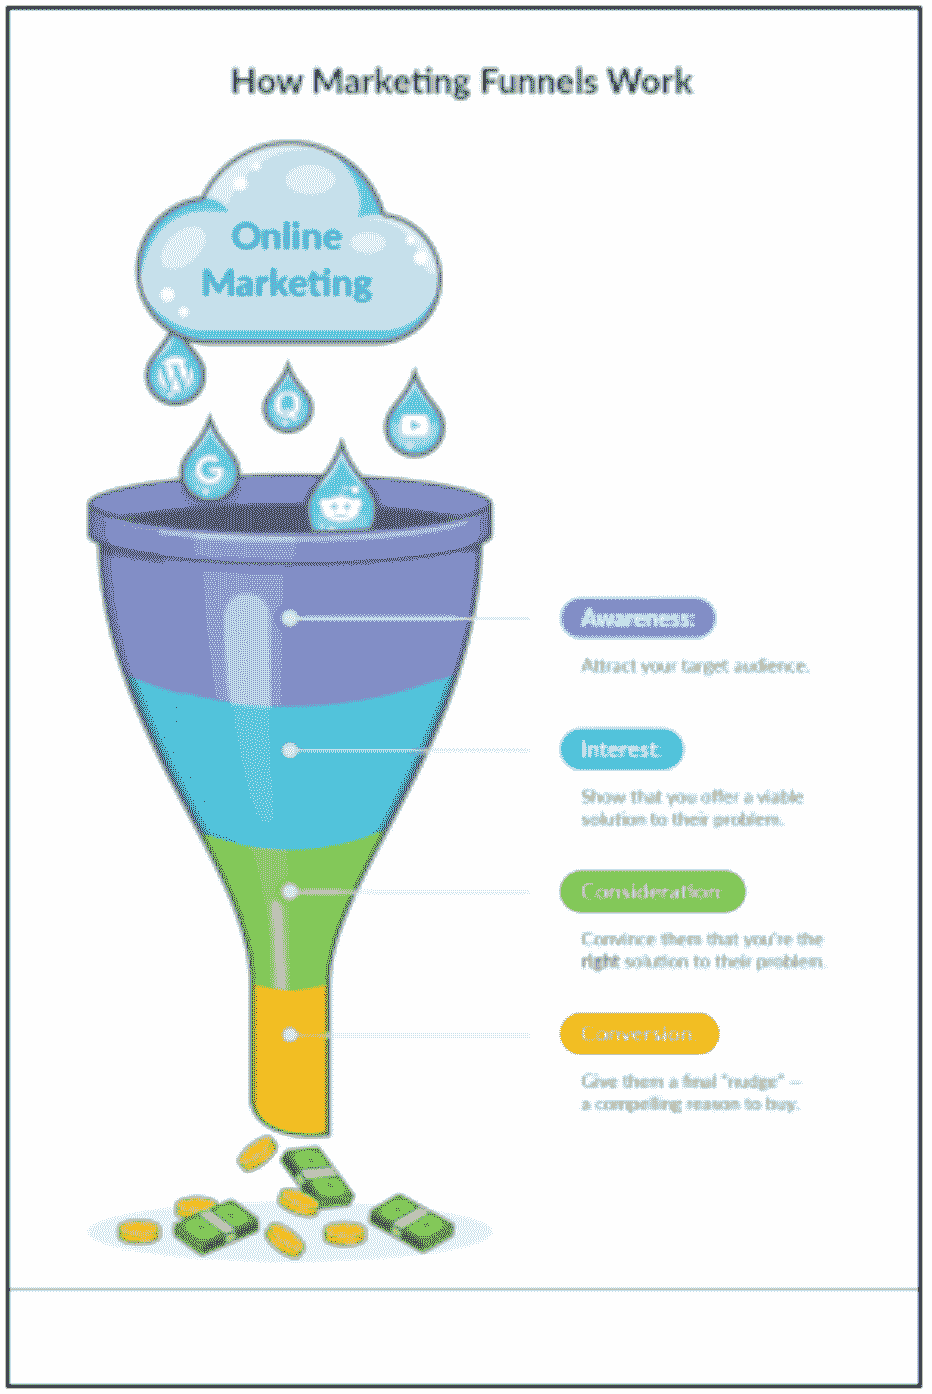 How Marketing Funnels Work
Online
Marketing
W
Q
G
Awareness:
Attract your target audience.
Interest:
Show that you offer a viable
solution to their problem.
Consideration:
Convince them that you're the
right solution to their problem.
Conversion:
Give them a final "nudge" –
a compelling reason to buy.